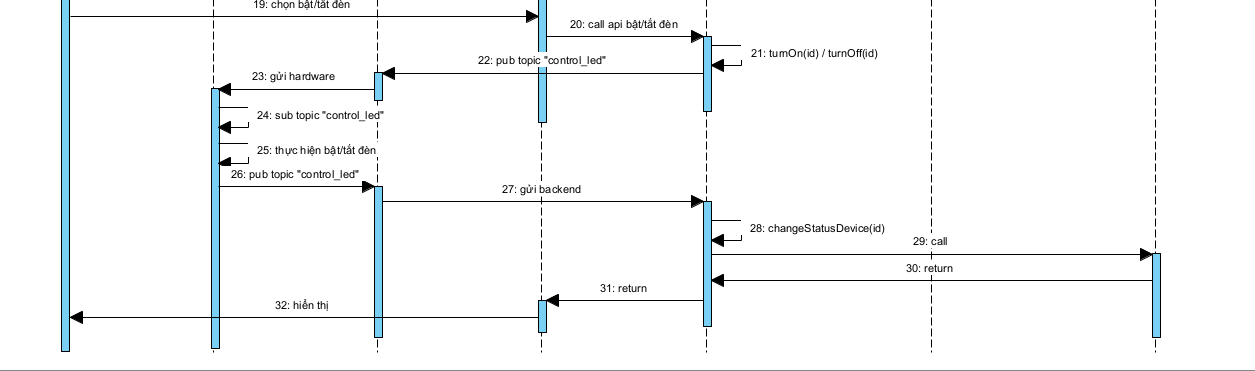 19: chọn bật/tắt đèn
20: call api bật/tắt đèn
21: turnOn(id) / turnOff(id)
22: pub topic "control_led"
23: gửi hardware
24: sub topic "control_led"
25: thực hiện bật/tắt đèn
26: pub topic "control_led"
27: gửi backend
28: changeStatusDevice(id)
29: call
30: return
31: return
32: hiển thị